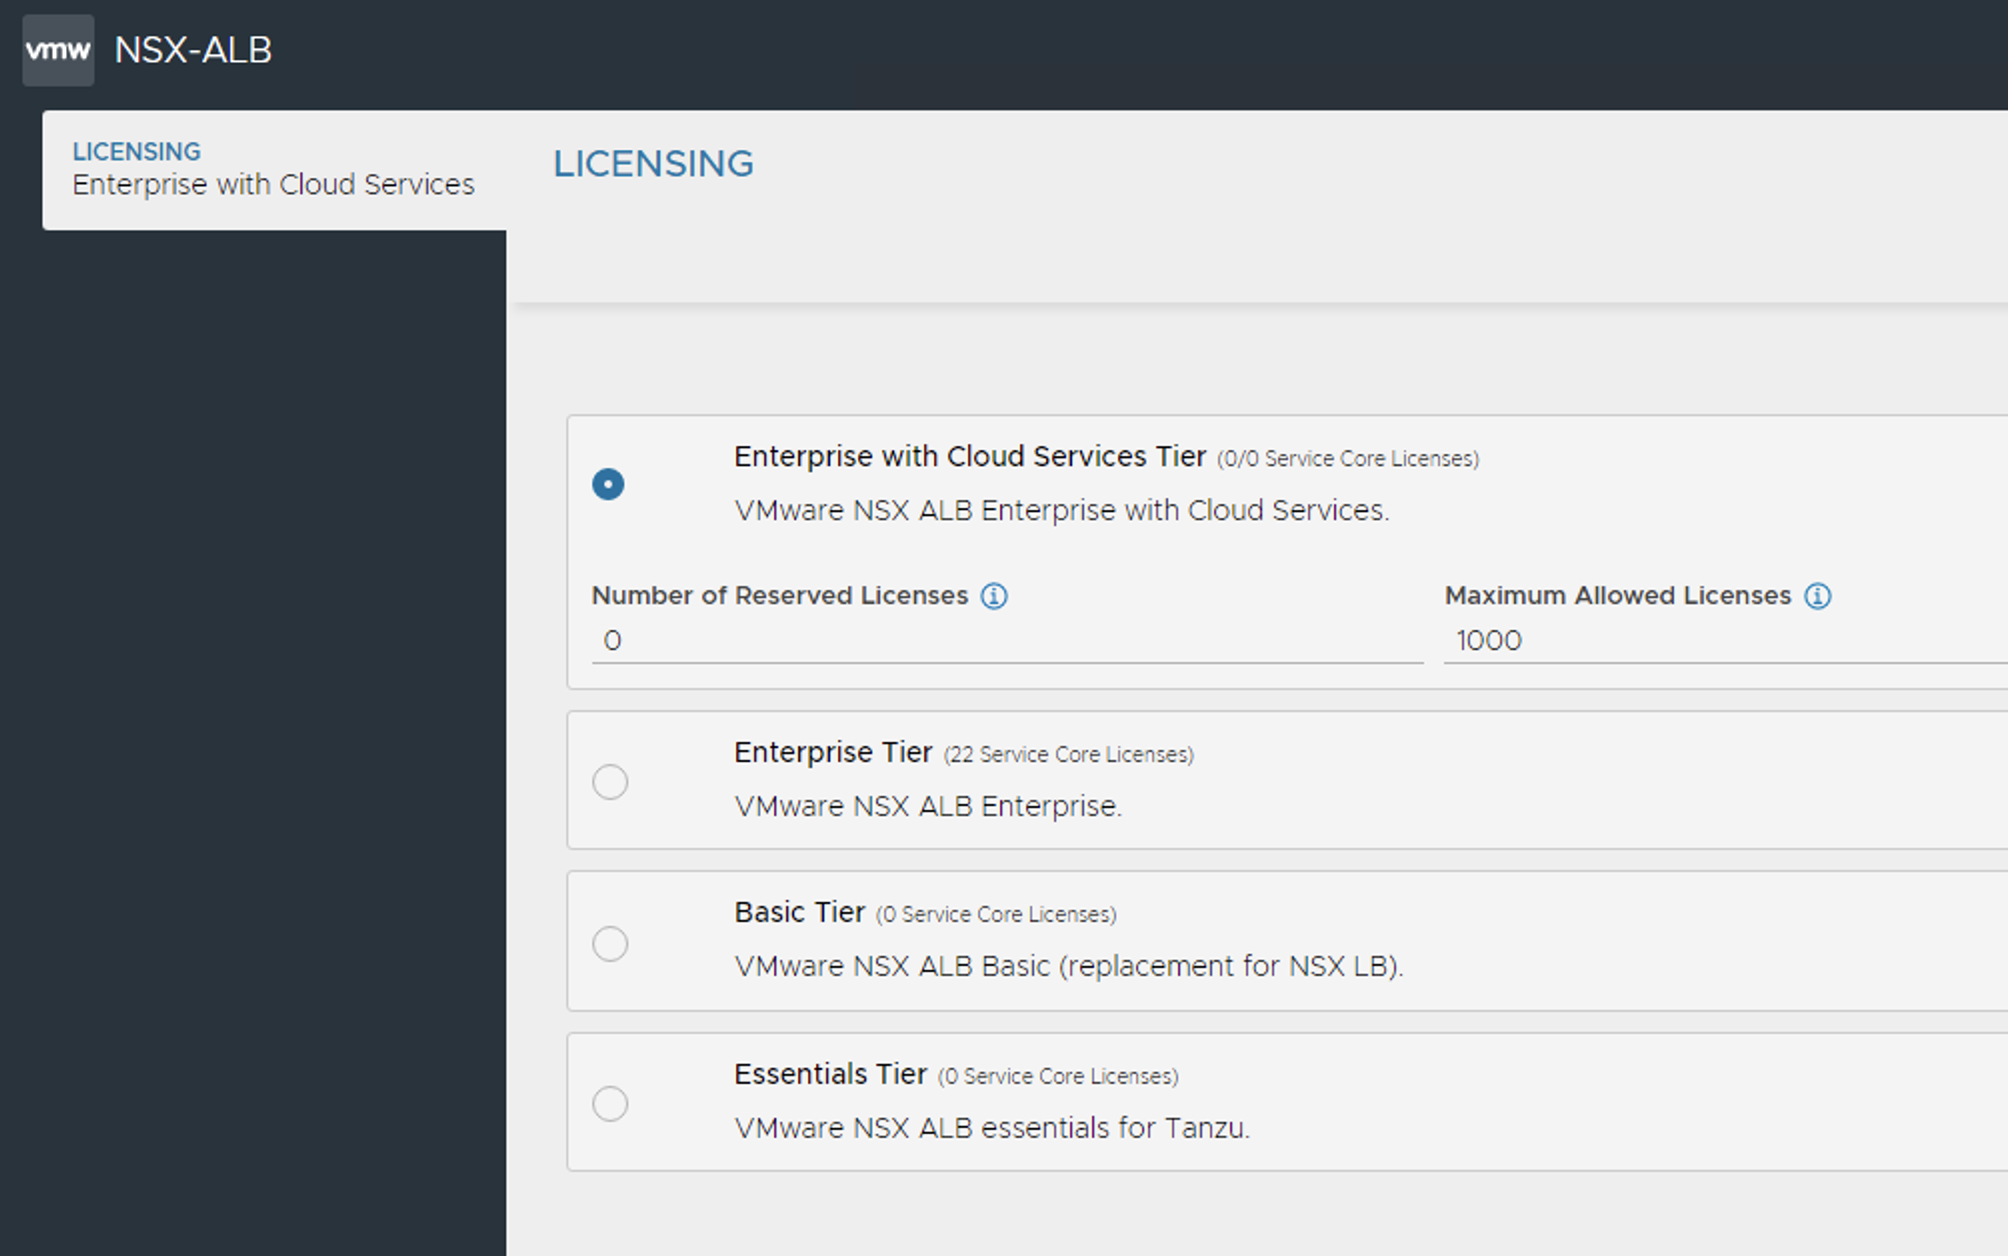 vmw NSX-ALB
LICENSING
Enterprise with Cloud Services
LICENSING
Enterprise with Cloud Services Tier (0/0 Service Core Licenses)
VMware NSX ALB Enterprise with Cloud Services.
Number of Reserved Licenses
0
Maximum Allowed Licenses
1000
Enterprise Tier (22 Service Core Licenses)
VMware NSX ALB Enterprise.
Basic Tier (0 Service Core Licenses)
VMware NSX ALB Basic (replacement for NSX LB).
Essentials Tier (0 Service Core Licenses)
VMware NSX ALB essentials for Tanzu.